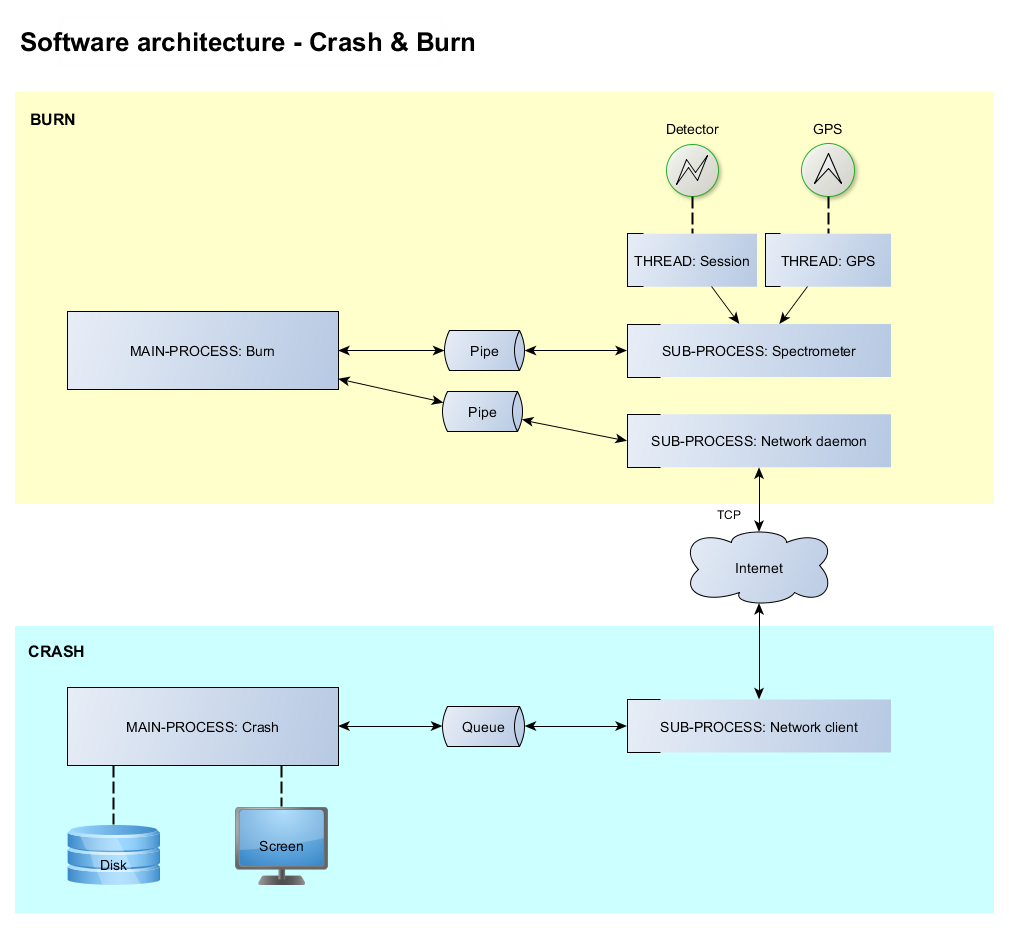 Software architecture - Crash & Burn
BURN
Detector
GPS
THREAD: Session
THREAD: GPS
MAIN-PROCESS: Burn
Pipe
SUB-PROCESS: Spectrometer
Pipe
SUB-PROCESS: Network daemon
TCP
Internet
CRASH
MAIN-PROCESS: Crash
Queue
SUB-PROCESS: Network client
Disk
Screen